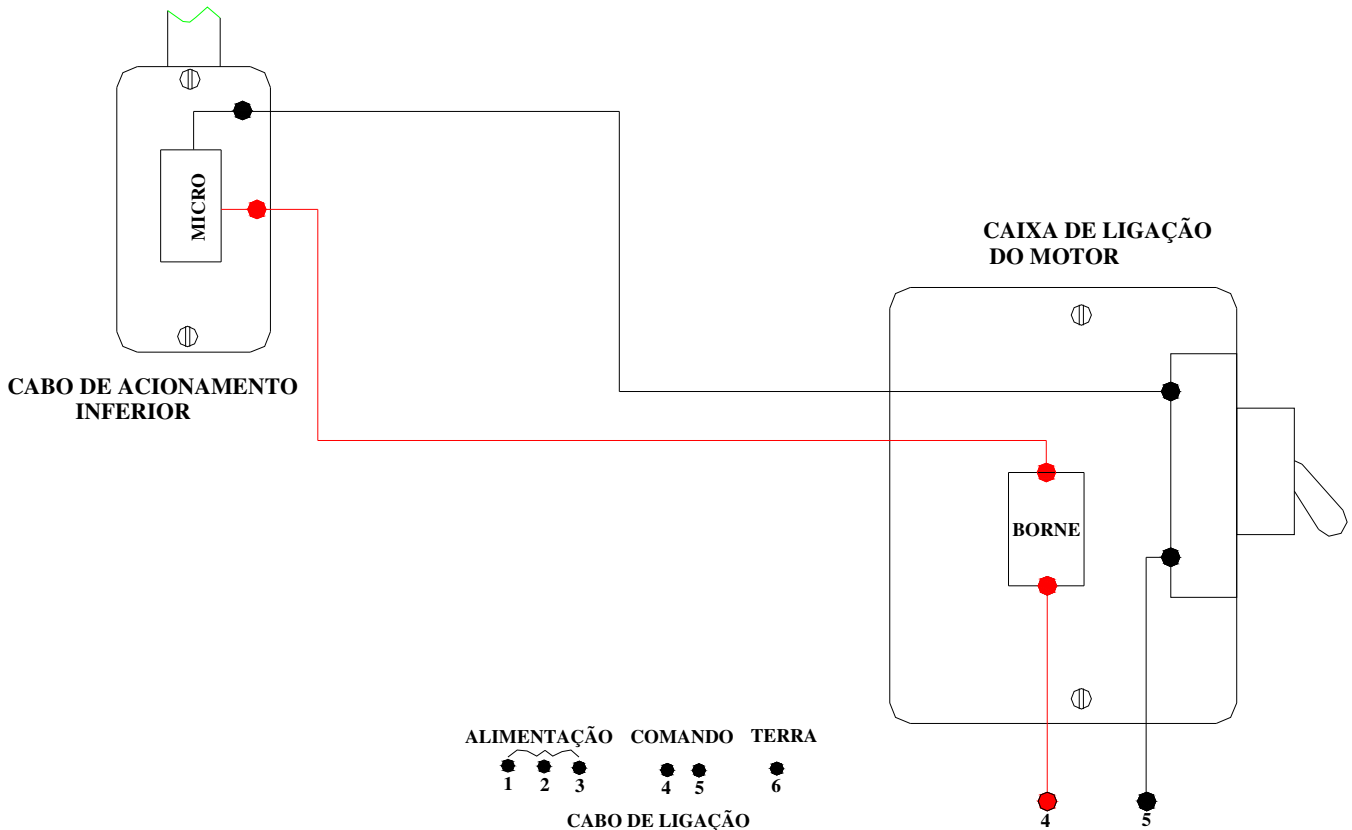 MICRO
CABO DE ACIONAMENTO
INFERIOR
CAIXA DE LIGAÇÃO
DO MOTOR
BORNE
ALIMENTAÇÃO COMANDO TERRA
1 2 3 4 5 6
CABO DE LIGAÇÃO
4 5